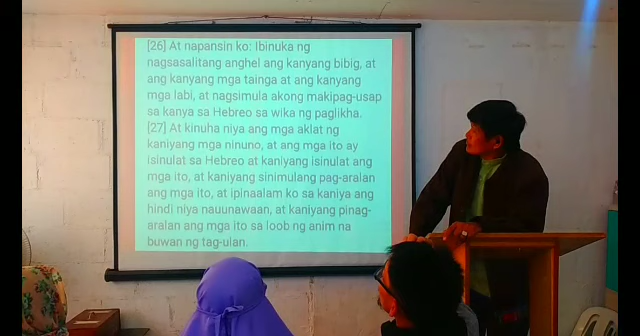 [26] At napansin ko: Ibinuka ng
nagsasalitang anghel ang kanyang bibig, at
ang kanyang mga tainga at ang kanyang
mga labi, at nagsimula akong makipag-usap
sa kanya sa Hebreo sa wika ng paglikha.
[27] At kinuha niya ang mga aklat ng
kaniyang mga ninuno, at ang mga ito ay
isinulat sa Hebreo at kaniyang isinulat ang
mga ito, at kaniyang sinimulang pag-aralan
ang mga ito, at ipinaalam ko sa kaniya ang
hindi niya nauunawaan, at kaniyang pinag-
aralan ang mga ito sa loob ng anim na
buwan ng tag-ulan.